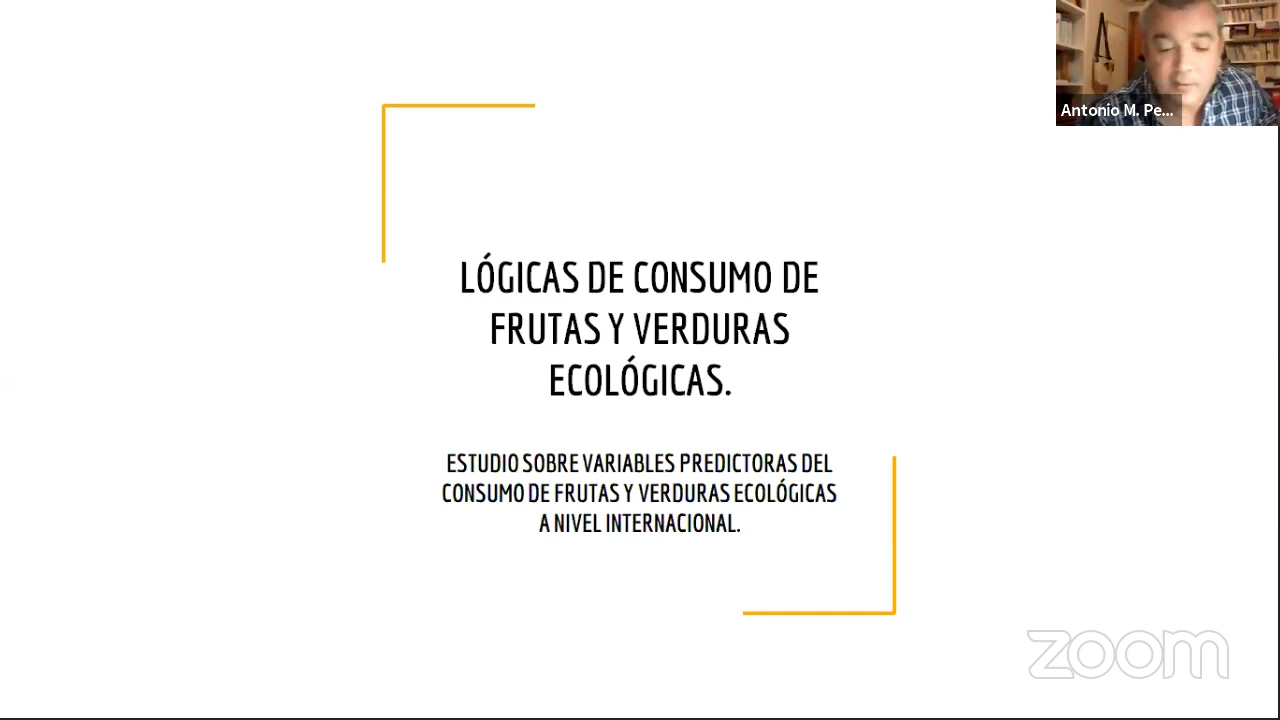 Antonio M. Pe...
LÓGICAS DE CONSUMO DE
FRUTAS Y VERDURAS
ECOLÓGICAS.
ESTUDIO SOBRE VARIABLES PREDICTORAS DEL
CONSUMO DE FRUTAS Y VERDURAS ECOLÓGICAS
A NIVEL INTERNACIONAL.
zoom